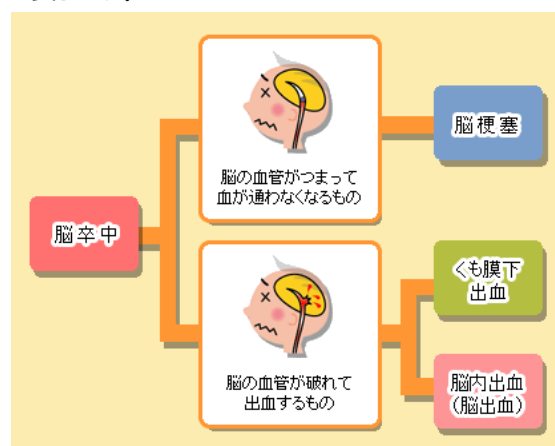 脳卒中
脳の血管がつまって
血が通わなくなるもの
脳梗塞
脳の血管が破れて
出血するもの
くも膜下
出血
脳内出血
(脳出血)